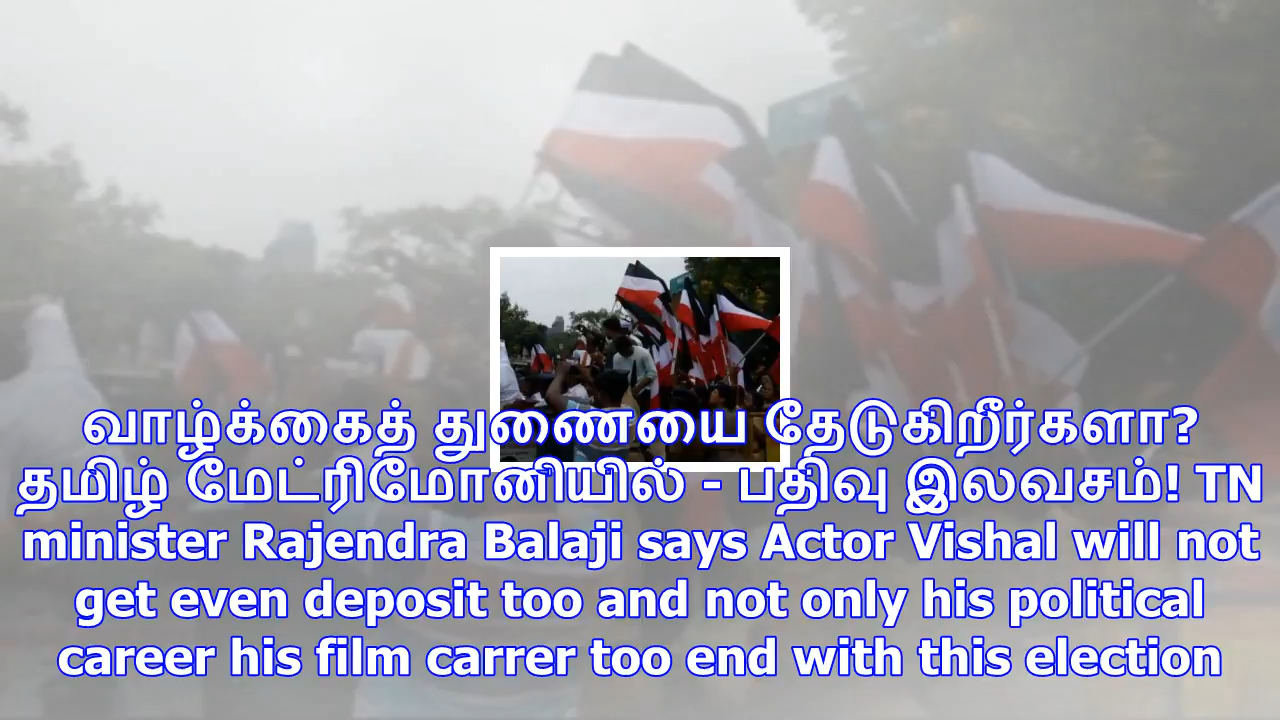 வாழ்க்கைத் துணையை தேடுகிறீர்களா?
தமிழ் மேட்ரிமோனியில் - பதிவு இலவசம்! TN
minister Rajendra Balaji says Actor Vishal will not
get even deposit too and not only his political
career his film carrer too end with this election